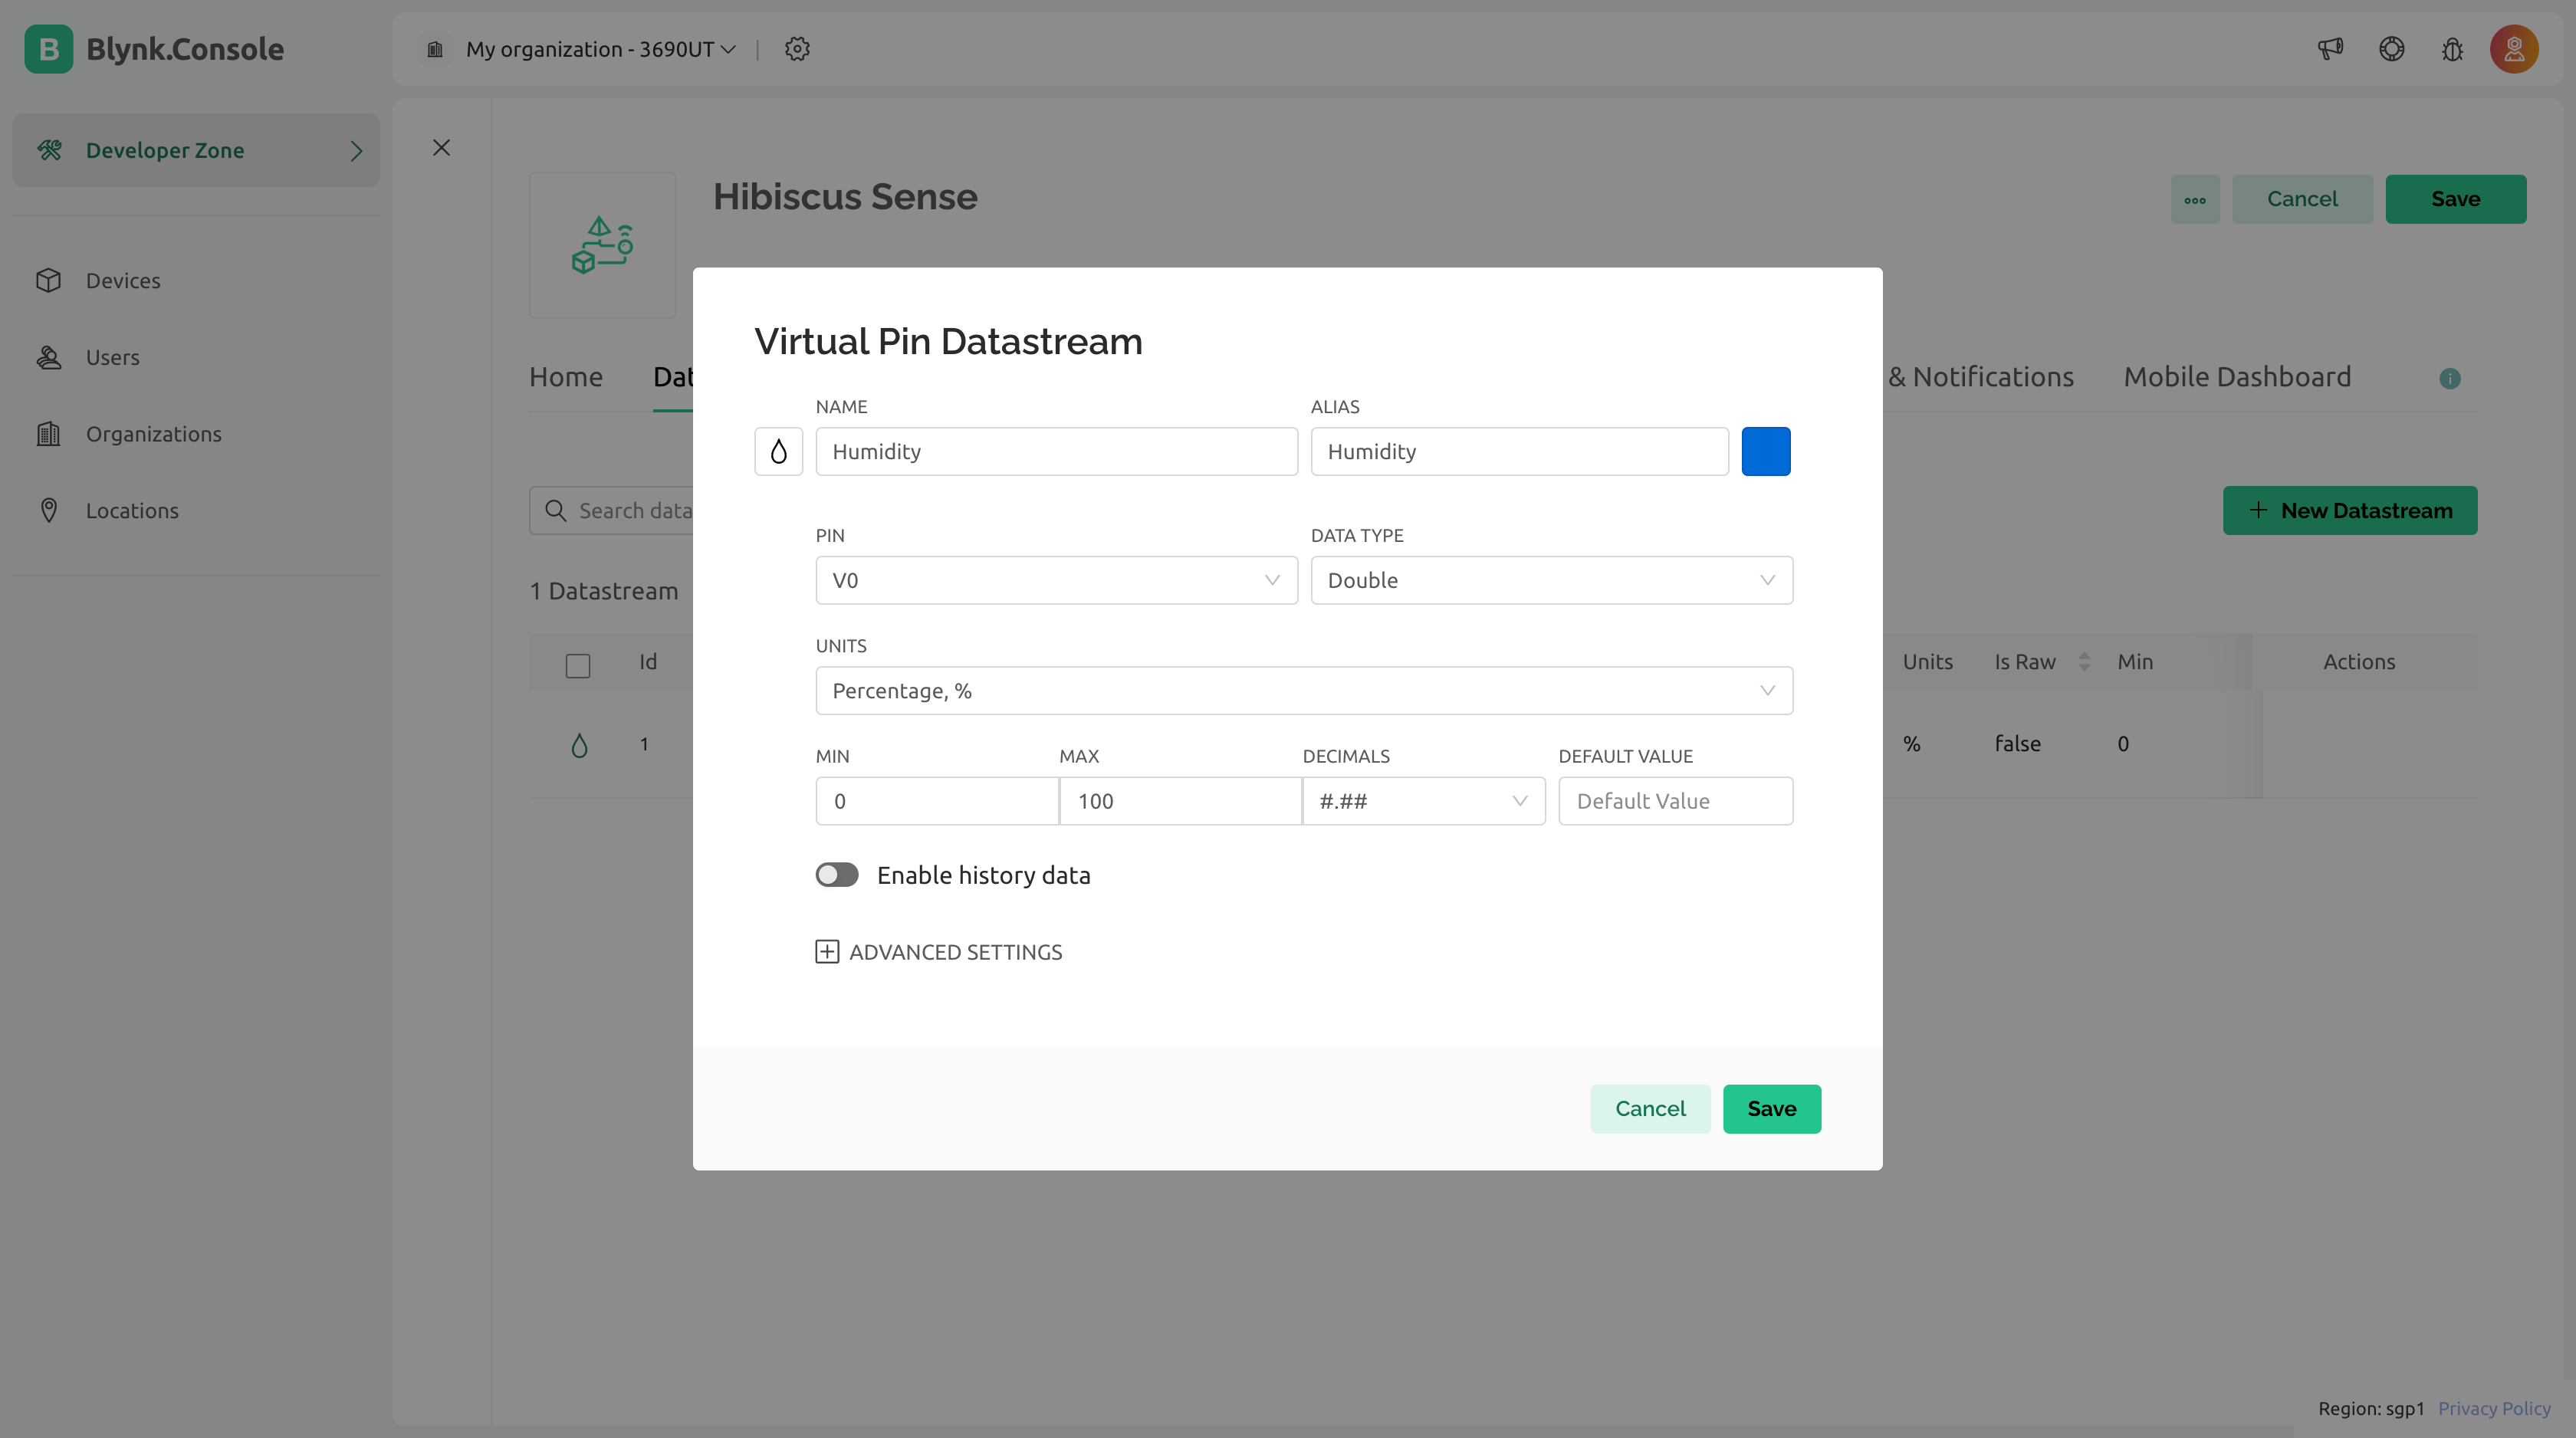 B Blynk.Console
My organization - 3690UT
Developer Zone
Devices
Users
Organizations
Locations
Hibiscus Sense
Cancel
Save
Home
Dat
& Notifications
Mobile Dashboard
Search data
New Datastream
1 Datastream
Id
Units
Is Raw
Min
Actions
1
%
false
0
Virtual Pin Datastream
NAME
ALIAS
Humidity
Humidity
PIN
DATA TYPE
V0
Double
UNITS
Percentage, %
MIN
MAX
DECIMALS
DEFAULT VALUE
0
100
#.##
Default Value
Enable history data
ADVANCED SETTINGS
Cancel
Save
Region: sgp1 Privacy Policy